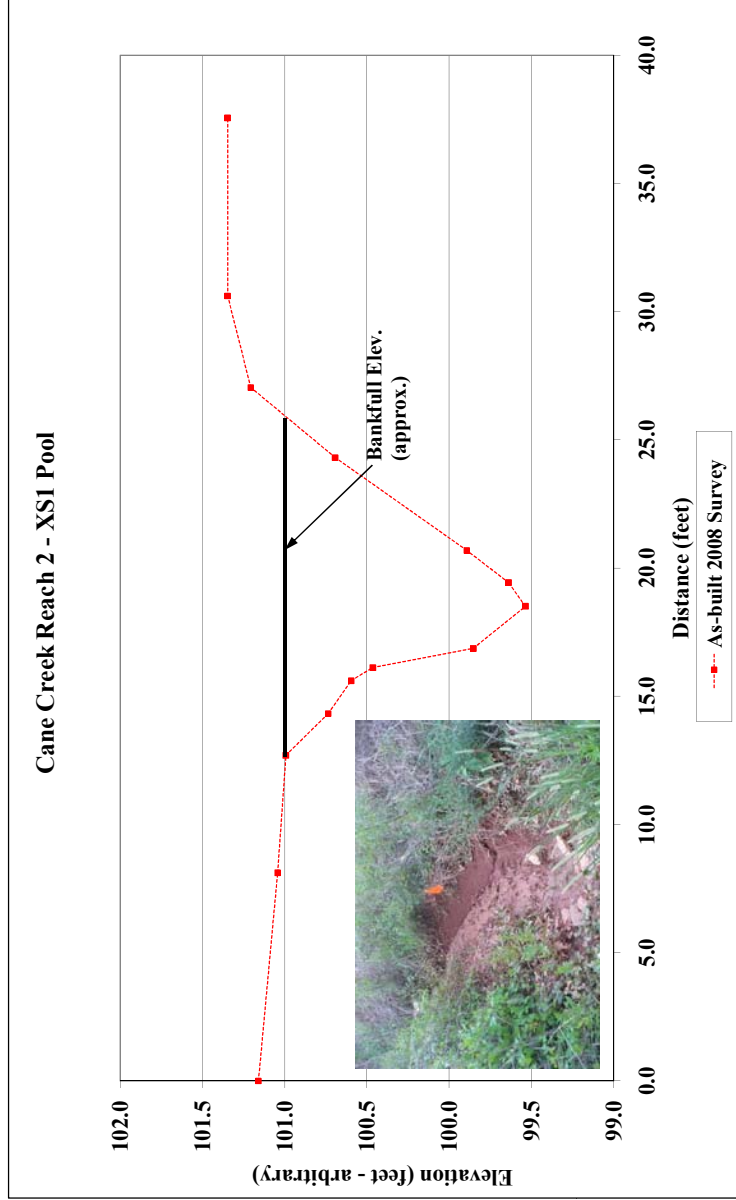 Cane Creek Reach 2 - XS1 Pool
Elevation (feet - arbitrary)
102.0
101.5
101.0
100.5
100.0
99.5
99.0
Bankfull Elev.
(approx.)
0.0
5.0
10.0
15.0
20.0
25.0
30.0
35.0
40.0
Distance (feet)
As-built 2008 Survey